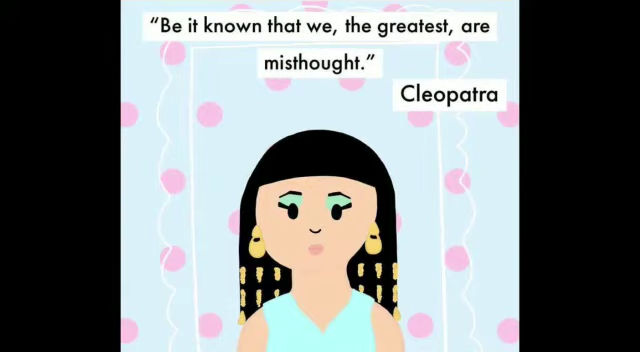 “Be it known that we, the greatest, are
misthought.”
Cleopatra